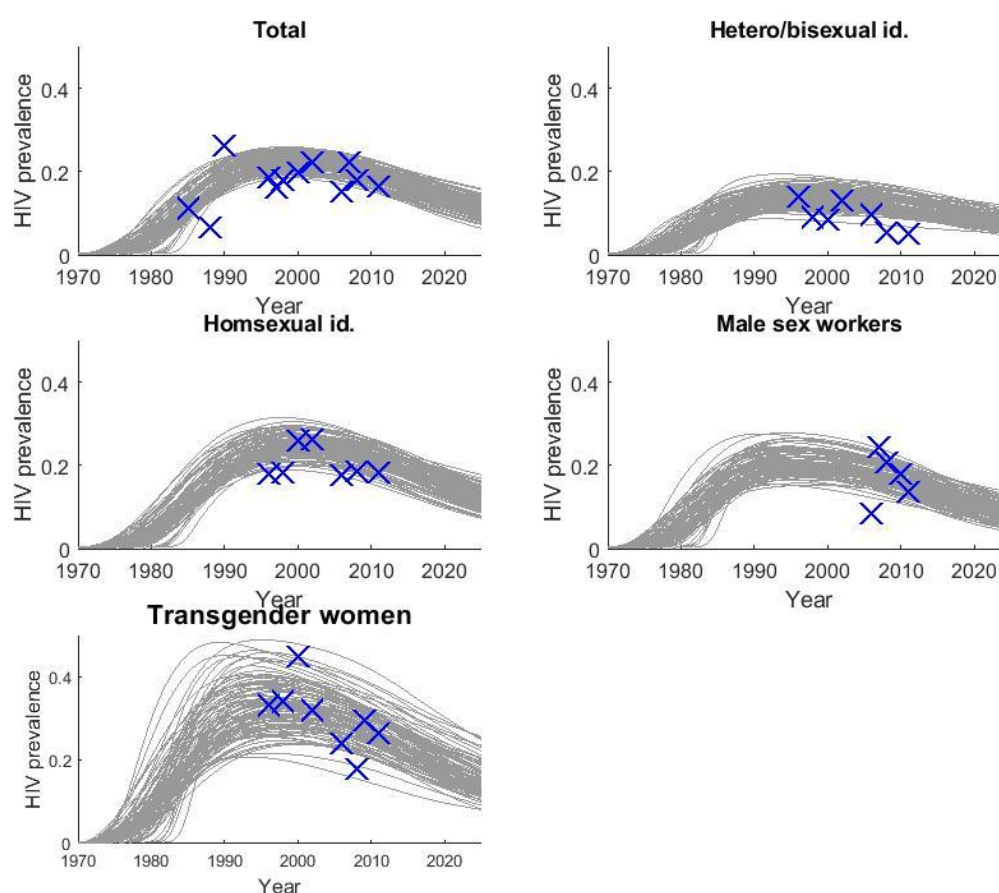 Total
HIV prevalence
0.4
0.2
0
1970 1980 1990 2000 2010 2020
Year
Hetero/bisexual id.
HIV prevalence
0.4
0.2
0
1970 1980 1990 2000 2010 2020
Year
Homsexual id.
HIV prevalence
0.4
0.2
0
1970 1980 1990 2000 2010 2020
Year
Male sex workers
HIV prevalence
0.4
0.2
0
1970 1980 1990 2000 2010 2020
Year
Transgender women
HIV prevalence
0.4
0.2
0
1970 1980 1990 2000 2010 2020
Year